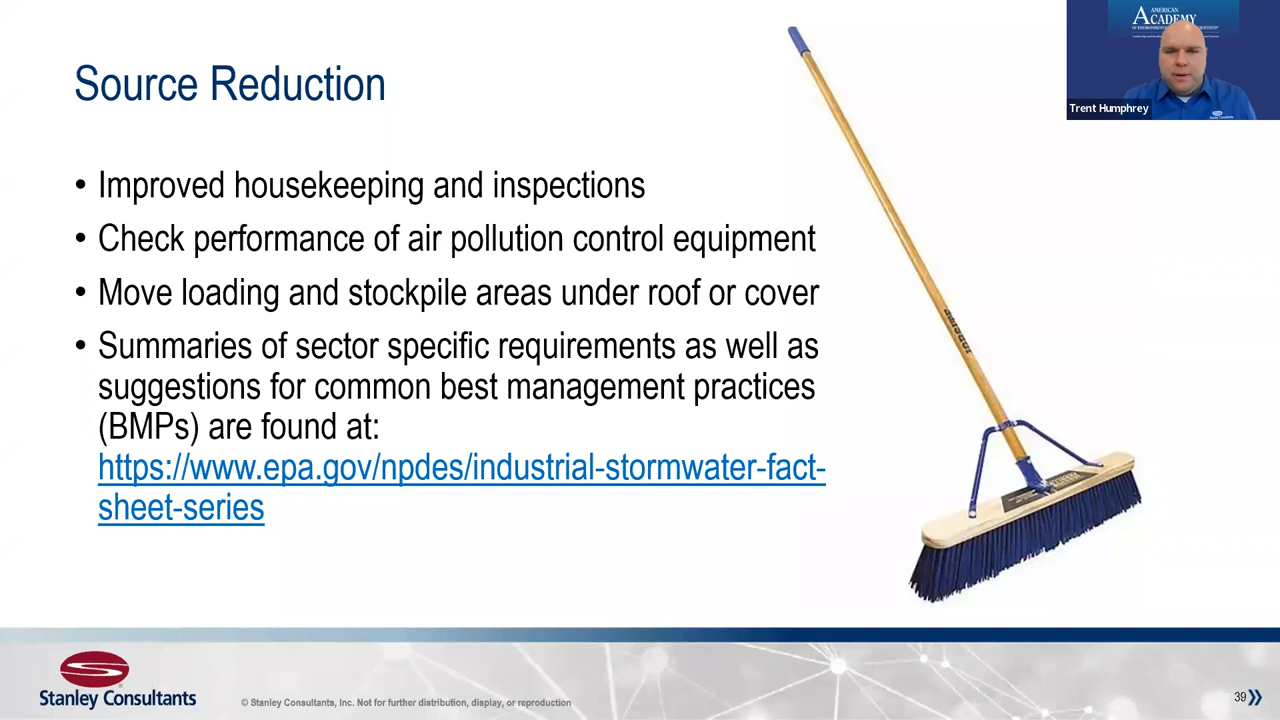 AMERICAN
ACADEMY
Trent Humphrey
Stanley Consultants
Source Reduction
• Improved housekeeping and inspections
• Check performance of air pollution control equipment
• Move loading and stockpile areas under roof or cover
• Summaries of sector specific requirements as well as
suggestions for common best management practices
(BMPs) are found at:
https://www.epa.gov/npdes/industrial-stormwater-fact-
sheet-series
Stanley Consultants
© Stanley Consultants, Inc. Not for further distribution, display, or reproduction
39